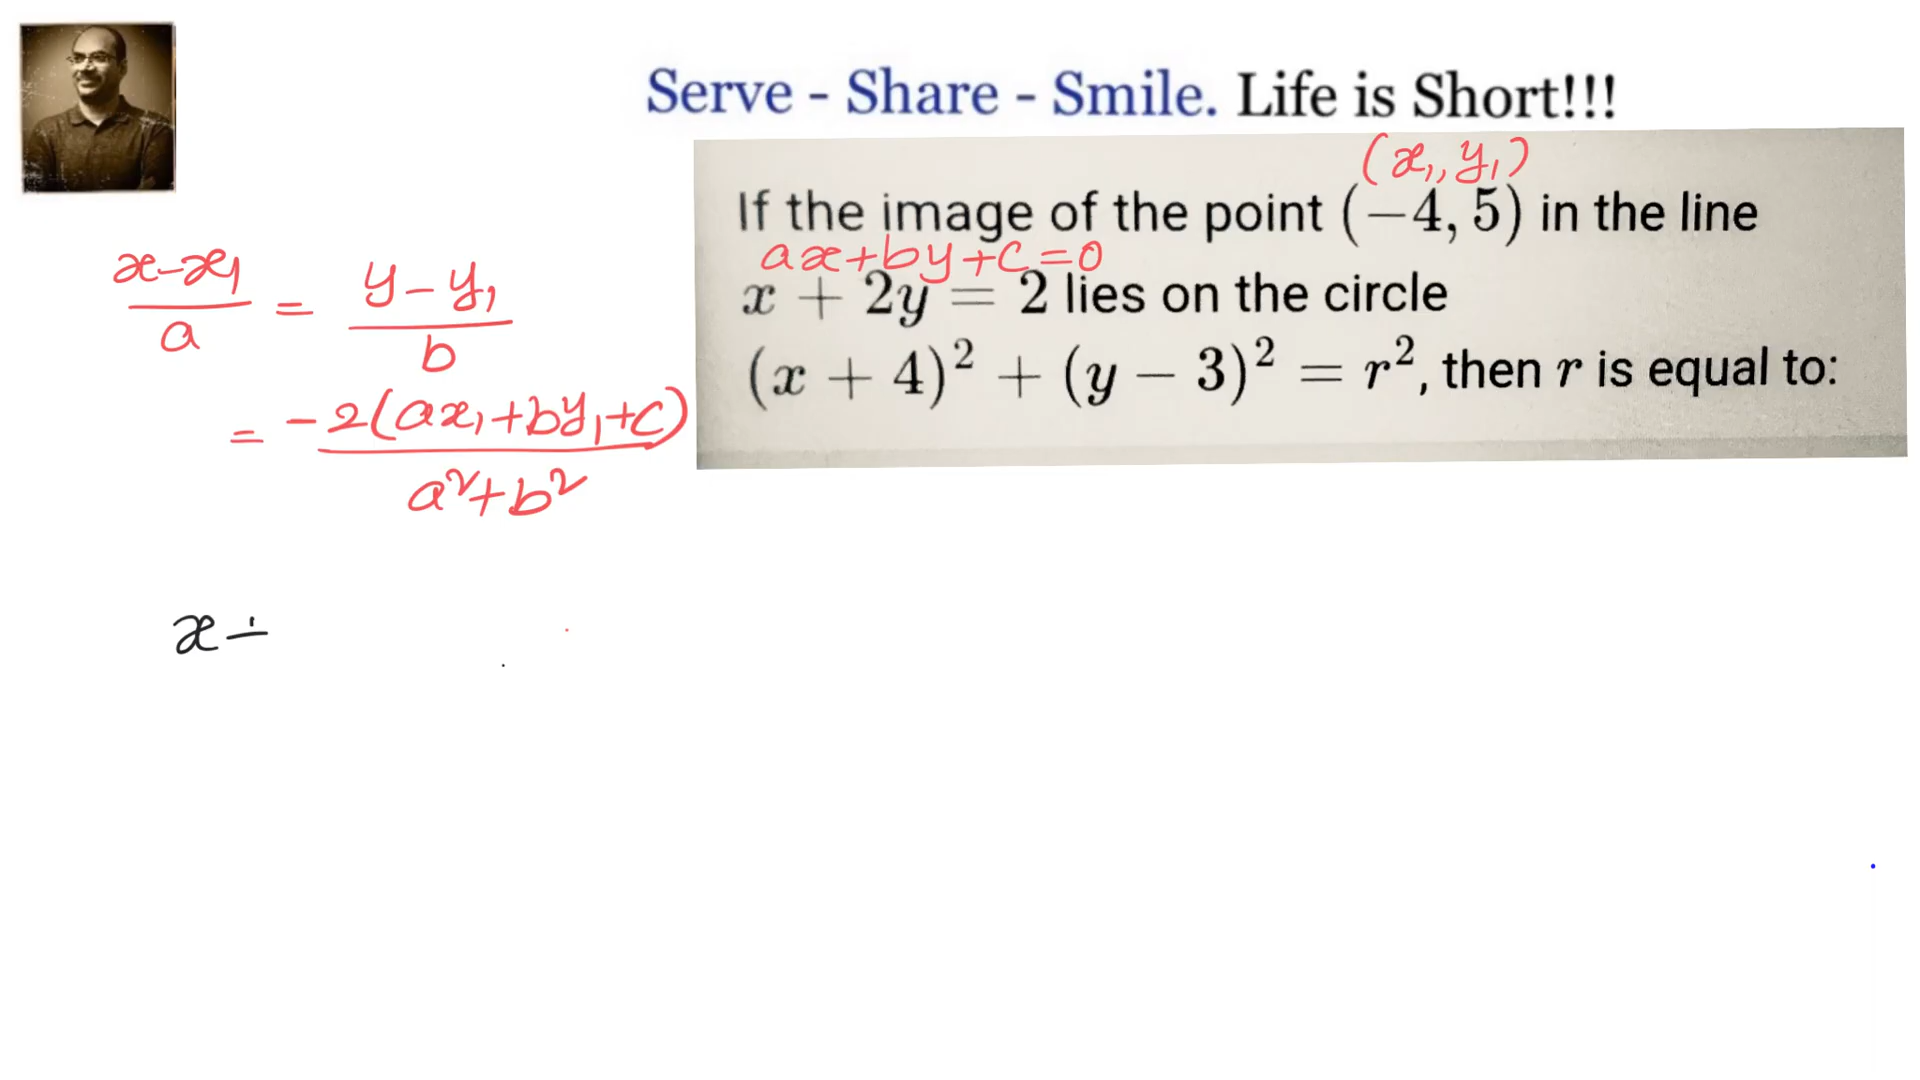 Serve - Share - Smile. Life is Short!!!
(x₁, y₁)
If the image of the point (−4, 5) in the line
ax+by+c=0
x + 2y = 2 lies on the circle
(x + 4)² + (y − 3)² = r², then r is equal to:
(x−x₁)/a = (y−y₁)/b
= −2(ax₁+by₁+c)/(a²+b²)
x+